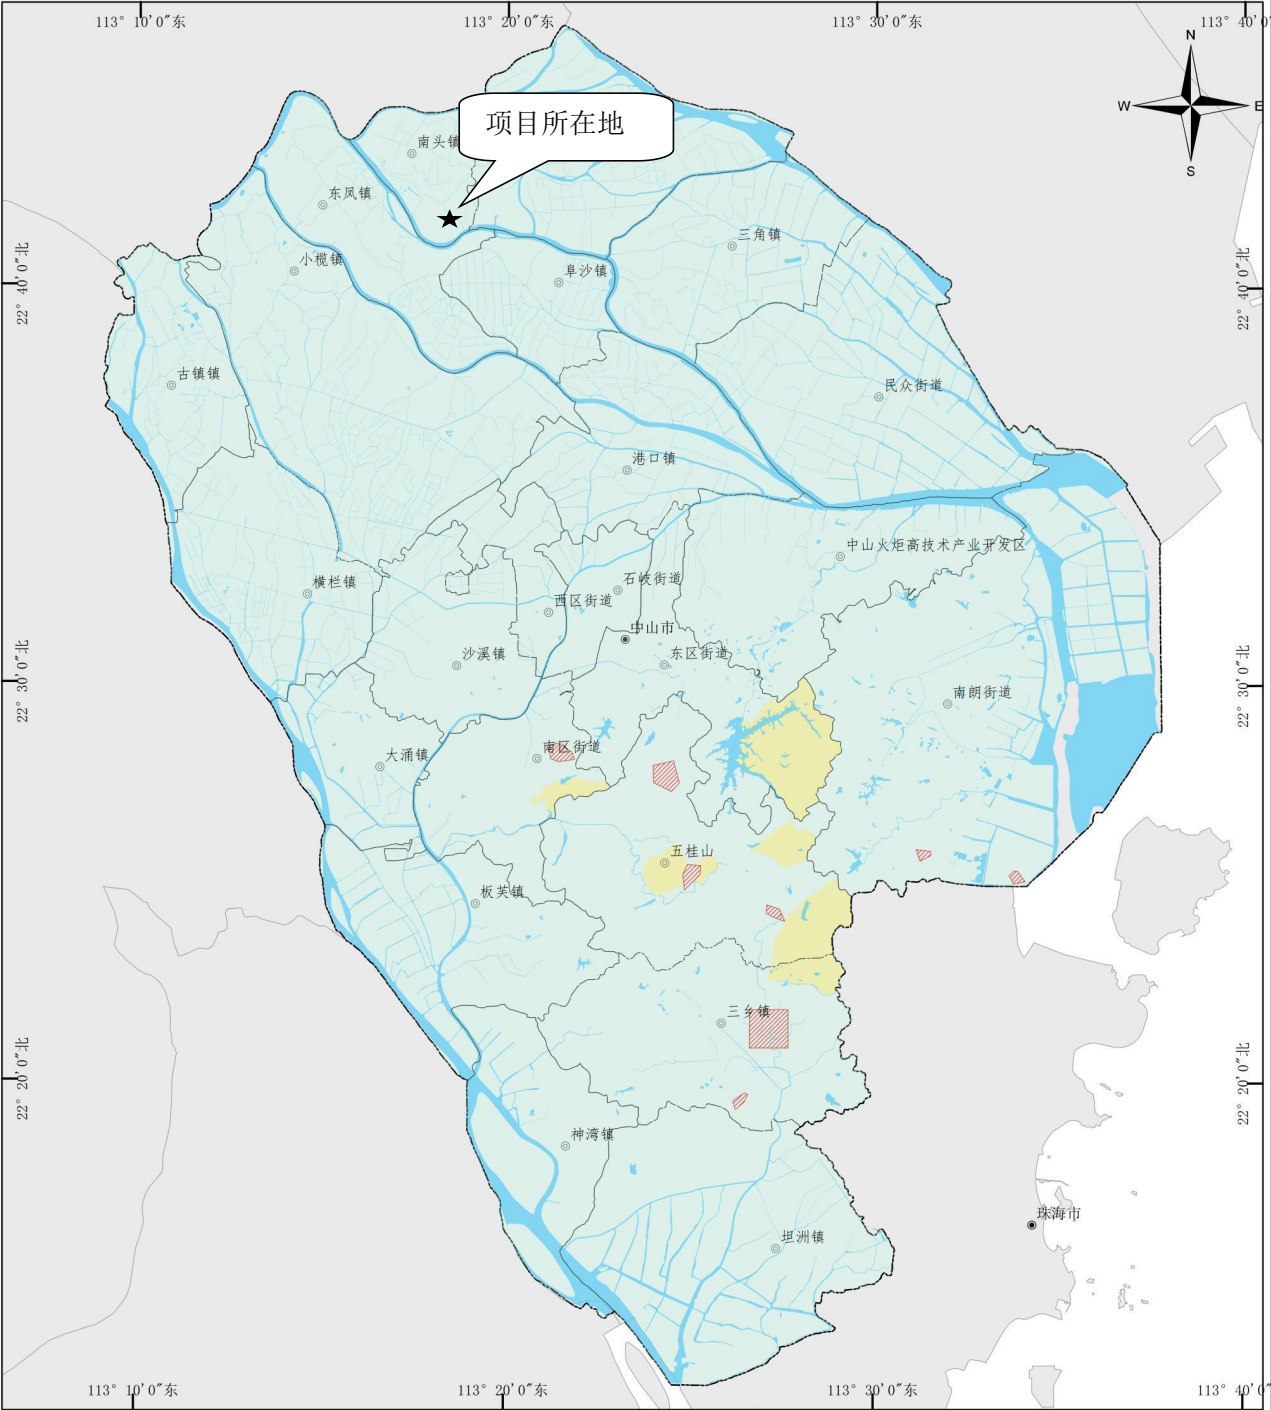 113° 10'0"东
113° 20'0"东
113° 30'0"东
113° 40'0"
N
W
E
S
项目所在地
南头镇
东凤镇
三角镇
小榄镇
阜沙镇
22° 40'0"北
22° 40'0"北
古镇镇
民众街道
港口镇
中山火炬高技术产业开发区
横栏镇
石岐街道
西区街道
中山市
沙溪镇
东区街道
22° 30'0"北
22° 30'0"北
南朗街道
大涌镇
南区街道
五桂山
板芙镇
三乡镇
22° 20'0"北
22° 20'0"北
神湾镇
珠海市
坦洲镇
113° 10'0"东
113° 20'0"东
113° 30'0"东
113° 40'0"